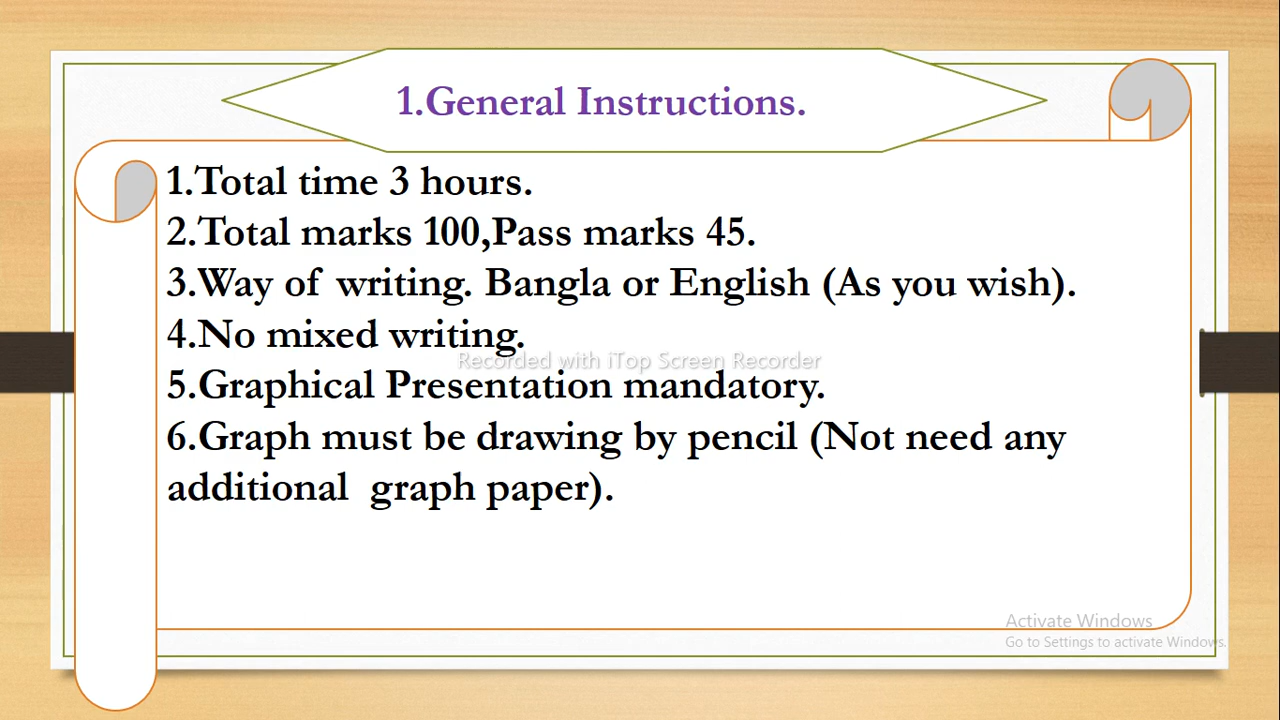 1.General Instructions.
1.Total time 3 hours.
2.Total marks 100,Pass marks 45.
3.Way of writing. Bangla or English (As you wish).
4.No mixed writing.
Recorded with iTop Screen Recorder
5.Graphical Presentation mandatory.
6.Graph must be drawing by pencil (Not need any
additional graph paper).
Activate Windows
Go to Settings to activate Windows.